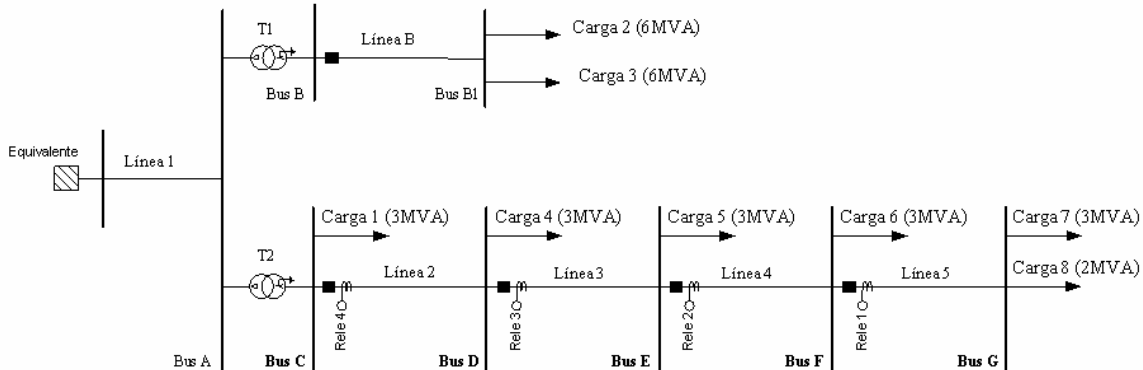 T1
Línea B
Carga 2 (6MVA)
Carga 3 (6MVA)
Bus B
Bus B1
Equivalente
Línea 1
Carga 1 (3MVA)
Carga 4 (3MVA)
Carga 5 (3MVA)
Carga 6 (3MVA)
Carga 7 (3MVA)
T2
Línea 2
Línea 3
Línea 4
Línea 5
Carga 8 (2MVA)
Rele 4
Rele 3
Rele 2
Rele 1
Bus A
Bus C
Bus D
Bus E
Bus F
Bus G